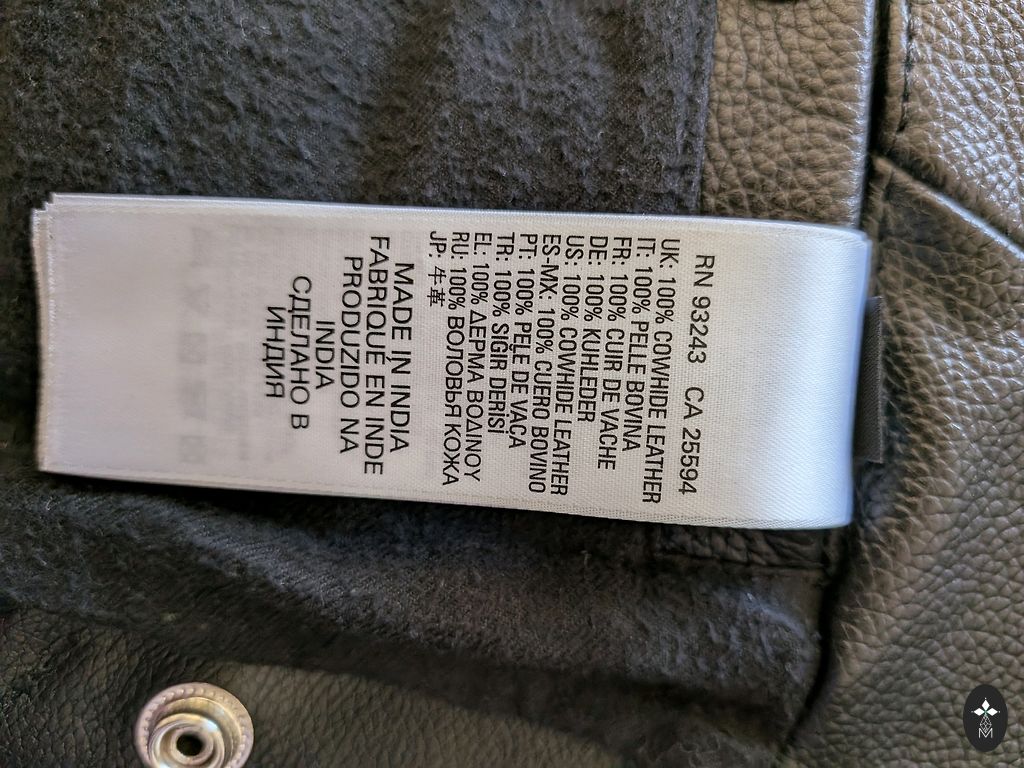 RN 93243 CA 25594
UK: 100% COWHIDE LEATHER
IT: 100% PELLE BOVINA
FR: 100% CUIR DE VACHE
DE: 100% KUHLEDER
US: 100% COWHIDE LEATHER
ES-MX: 100% CUERO BOVINO
PT: 100% PELE DE VACA
TR: 100% SIĞIR DERİSİ
EL: 100% ΔΕΡΜΑ ΒΟΔΙΝΟΥ
RU: 100% ВОЛОВЬЯ КОЖА
JP: 牛革
MADE IN INDIA
FABRIQUÉ EN INDE
PRODUZIDO NA
INDIA
СДЕЛАНО В
ИНДИЯ
M